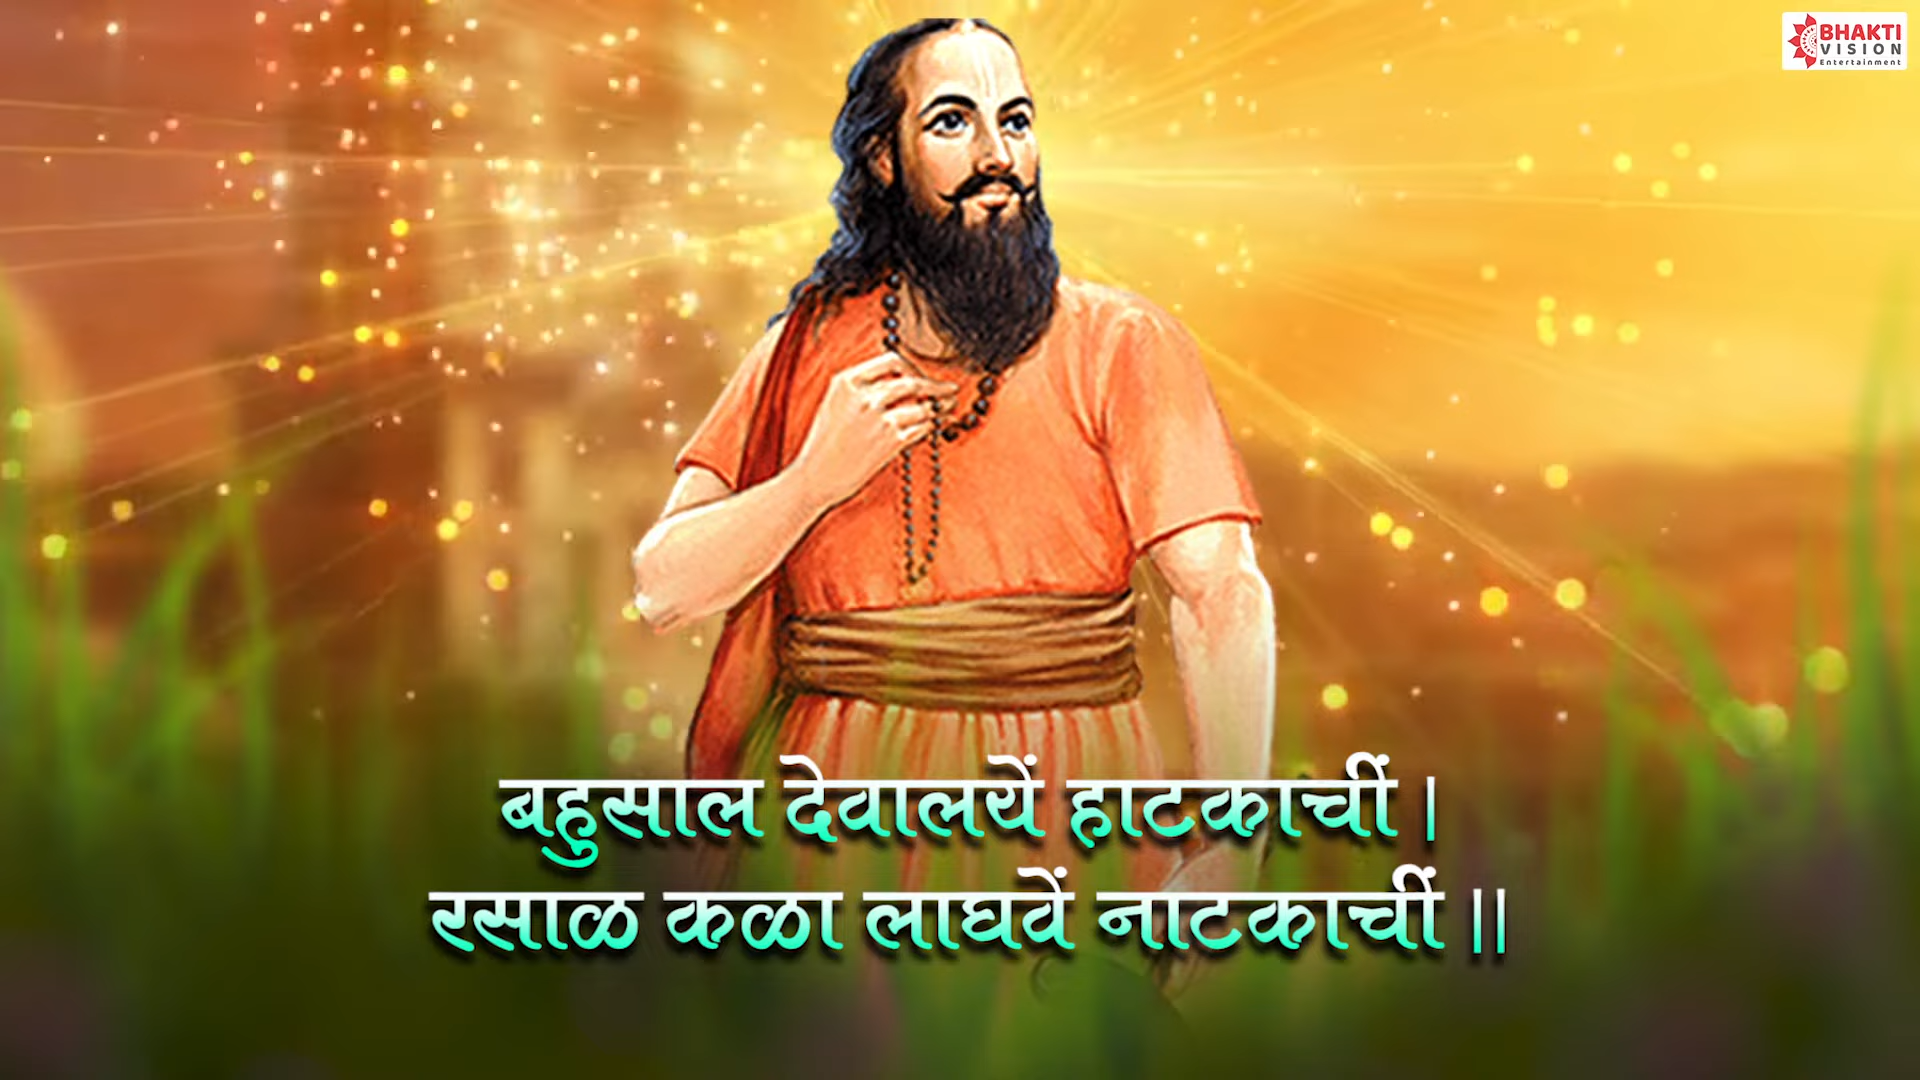 BHAKTI
VISION
Entertainment
बहुसाल देवालयें हाटकाचीं।
रसाळ कळा लाघवें नाटकाचीं॥